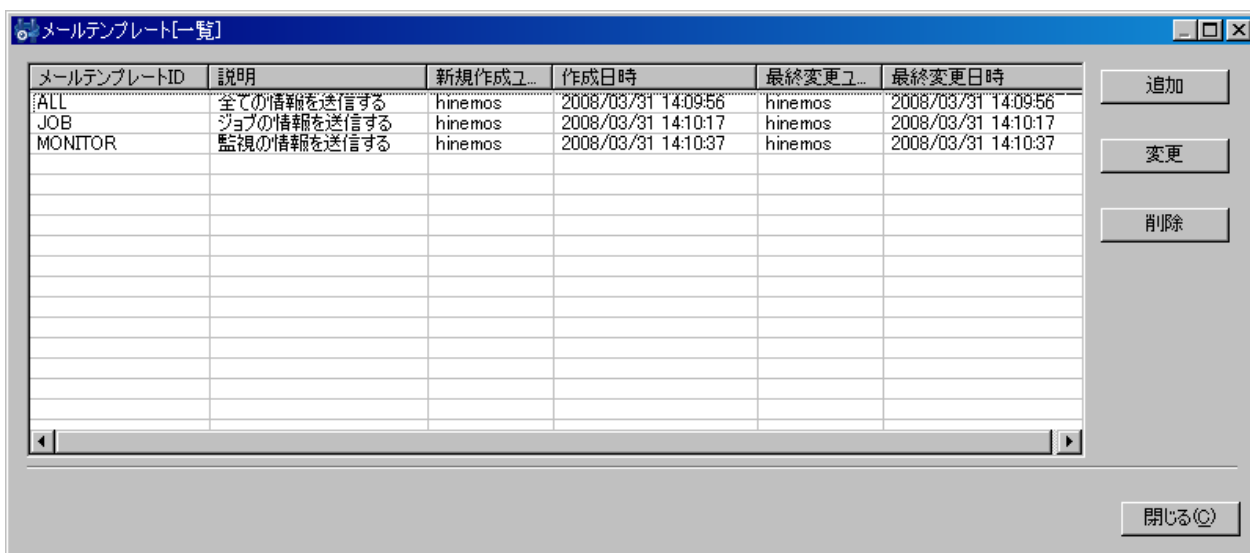 メールテンプレート[一覧]
メールテンプレートID 説明 新規作成ユ... 作成日時 最終変更ユ... 最終変更日時
ALL 全ての情報を送信する hinemos 2008/03/31 14:09:56 hinemos 2008/03/31 14:09:56
JOB ジョブの情報を送信する hinemos 2008/03/31 14:10:17 hinemos 2008/03/31 14:10:17
MONITOR 監視の情報を送信する hinemos 2008/03/31 14:10:37 hinemos 2008/03/31 14:10:37
追加
変更
削除
閉じる(C)